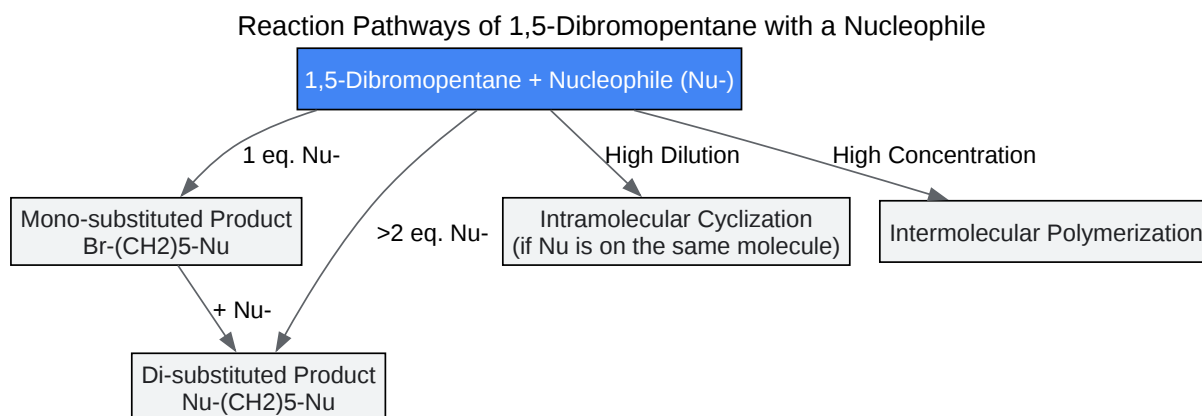 Reaction Pathways of 1,5-Dibromopentane with a Nucleophile
1,5-Dibromopentane + Nucleophile (Nu-)
1 eq. Nu-
High Dilution
High Concentration
Mono-substituted Product
Br-(CH2)5-Nu
>2 eq. Nu-
Intramolecular Cyclization
(if Nu is on the same molecule)
Intermolecular Polymerization
+ Nu-
Di-substituted Product
Nu-(CH2)5-Nu